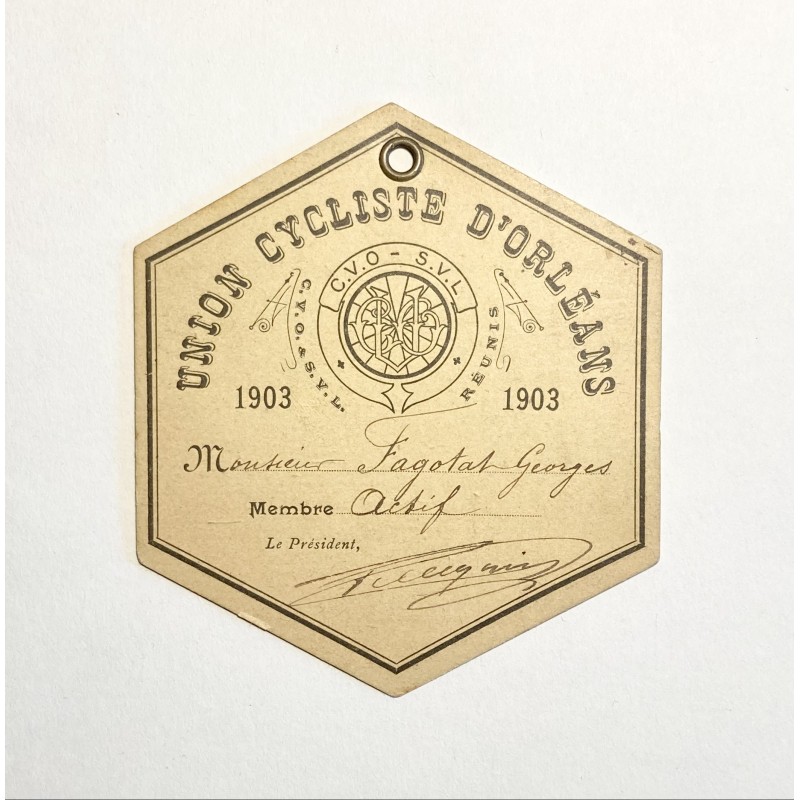 UNION CYCLISTE D'ORLÉANS
C.V.O - S.V.L
C.V.O. & S.V.L.
RÉUNIS
1903
1903
Monsieur Fagotat Georges
Membre Actif
Le Président,